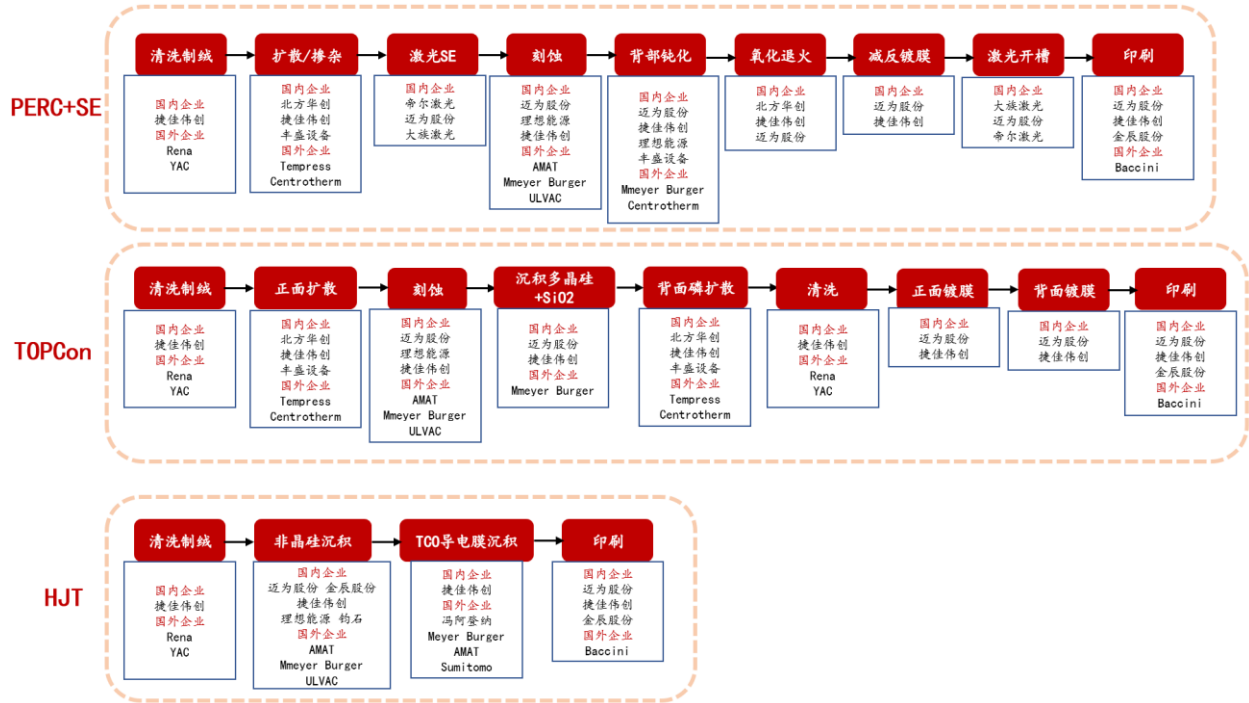 PERC+SE
清洗制绒
国内企业
捷佳伟创
国外企业
Rena
YAC
扩散/掺杂
国内企业
北方华创
捷佳伟创
丰盛设备
国外企业
Tempress
Centrotherm
激光SE
国内企业
帝尔激光
迈为股份
大族激光
刻蚀
国内企业
迈为股份
理想能源
捷佳伟创
国外企业
AMAT
Mmeyer Burger
ULVAC
背部钝化
国内企业
迈为股份
捷佳伟创
理想能源
丰盛设备
国外企业
Mmeyer Burger
Centrotherm
氧化退火
国内企业
北方华创
捷佳伟创
迈为股份
减反镀膜
国内企业
迈为股份
捷佳伟创
激光开槽
国内企业
大族激光
迈为股份
帝尔激光
印刷
国内企业
迈为股份
捷佳伟创
金辰股份
国外企业
Baccini
TOPCon
清洗制绒
国内企业
捷佳伟创
国外企业
Rena
YAC
正面扩散
国内企业
北方华创
捷佳伟创
丰盛设备
国外企业
Tempress
Centrotherm
刻蚀
国内企业
迈为股份
理想能源
捷佳伟创
国外企业
AMAT
Mmeyer Burger
ULVAC
沉积多晶硅
+SiO2
国内企业
迈为股份
捷佳伟创
国外企业
Mmeyer Burger
背面磷扩散
国内企业
北方华创
捷佳伟创
丰盛设备
国外企业
Tempress
Centrotherm
清洗
国内企业
捷佳伟创
国外企业
Rena
YAC
正面镀膜
国内企业
迈为股份
捷佳伟创
背面镀膜
国内企业
迈为股份
捷佳伟创
印刷
国内企业
迈为股份
捷佳伟创
金辰股份
国外企业
Baccini
HJT
清洗制绒
国内企业
捷佳伟创
国外企业
Rena
YAC
非晶硅沉积
国内企业
迈为股份 金辰股份
捷佳伟创
理想能源 钧石
国外企业
AMAT
Mmeyer Burger
ULVAC
TCO导电膜沉积
国内企业
捷佳伟创
国外企业
冯阿登纳
Meyer Burger
AMAT
Sumitomo
印刷
国内企业
迈为股份
捷佳伟创
金辰股份
国外企业
Baccini